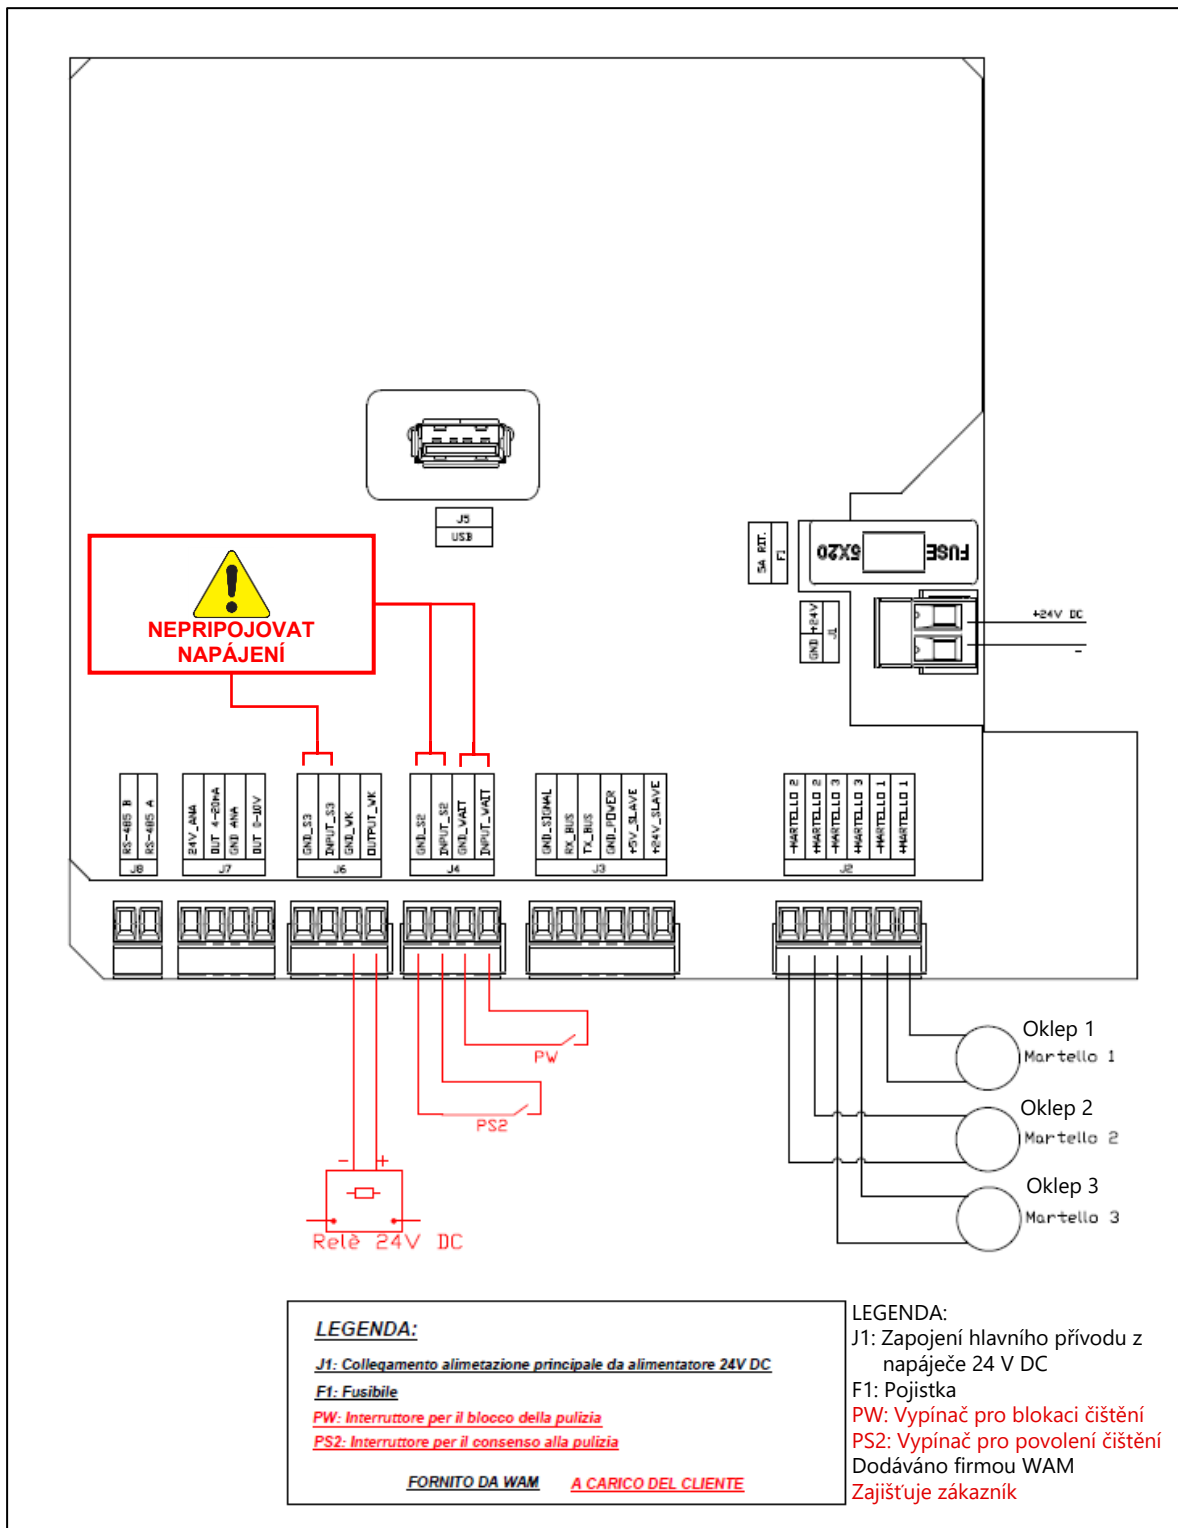 J5
USB
SA RIT.
F1
FUSE
5X20
GND +24V
J1
+24V DC
-
NEPRIPOJOVAT
NAPÁJENÍ
RS-485 B
RS-485 A
J8
24V_ANA
OUT 4-20mA
GND ANA
OUT 0-10V
J7
GND_S3
INPUT_S3
GND_WK
OUTPUT_WK
J6
GND_S2
INPUT_S2
GND_WAIT
INPUT_WAIT
J4
GND_SIGNAL
RX_BUS
TX_BUS
GND_POWER
+5V_SLAVE
+24V_SLAVE
J3
-MARTELLO 2
+MARTELLO 2
-MARTELLO 3
+MARTELLO 3
-MARTELLO 1
+MARTELLO 1
J2
PW
PS2
- +
Relè 24V DC
Oklep 1
Martello 1
Oklep 2
Martello 2
Oklep 3
Martello 3
LEGENDA:
J1: Collegamento alimetazione principale da alimentatore 24V DC
F1: Fusibile
PW: Interruttore per il blocco della pulizia
PS2: Interruttore per il consenso alla pulizia
FORNITO DA WAM A CARICO DEL CLIENTE
LEGENDA:
J1: Zapojení hlavního přívodu z
napáječe 24 V DC
F1: Pojistka
PW: Vypínač pro blokaci čištění
PS2: Vypínač pro povolení čištění
Dodáváno firmou WAM
Zajišťuje zákazník